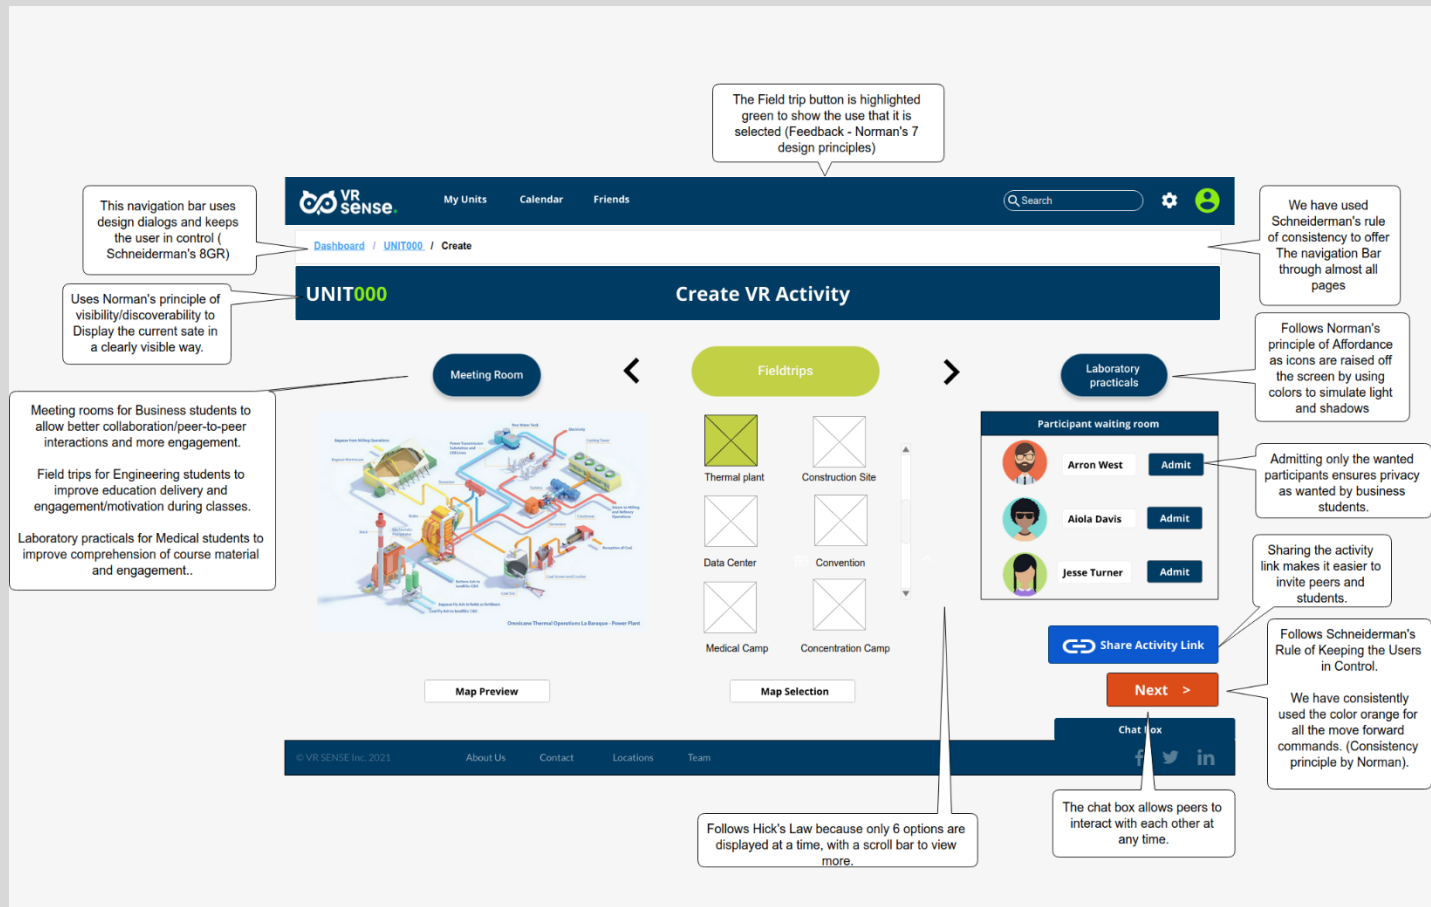 The Field trip button is highlighted
green to show the use that it is
selected (Feedback - Norman's 7
design principles)
This navigation bar uses
design dialogs and keeps
the user in control (
Schneiderman's 8GR)
We have used
Schneiderman's rule
of consistency to offer
The navigation Bar
through almost all
pages
VR
sense.
My Units
Calendar
Friends
Search
Dashboard / UNIT000 / Create
Uses Norman's principle of
visibility/discoverability to
Display the current sate in
a clearly visible way.
UNIT000
Create VR Activity
Follows Norman's
principle of Affordance
as icons are raised off
the screen by using
colors to simulate light
and shadows
Meeting Room
Fieldtrips
Laboratory
practicals
Meeting rooms for Business students to
allow better collaboration/peer-to-peer
interactions and more engagement.
Field trips for Engineering students to
improve education delivery and
engagement/motivation during classes.
Laboratory practicals for Medical students to
improve comprehension of course material
and engagement..
Omnicane Thermal Operations La Baraque - Power Plant
Map Preview
Thermal plant
Construction Site
Data Center
Convention
Medical Camp
Concentration Camp
Map Selection
Participant waiting room
Arron West
Admit
Aiola Davis
Admit
Jesse Turner
Admit
Admitting only the wanted
participants ensures privacy
as wanted by business
students.
Sharing the activity
link makes it easier to
invite peers and
students.
Share Activity Link
Next >
Follows Schneiderman's
Rule of Keeping the Users
in Control.
We have consistently
used the color orange for
all the move forward
commands. (Consistency
principle by Norman).
© VR SENSE Inc. 2021
About Us
Contact
Locations
Team
Follows Hick's Law because only 6 options are
displayed at a time, with a scroll bar to view
more.
The chat box allows peers to
interact with each other at
any time.